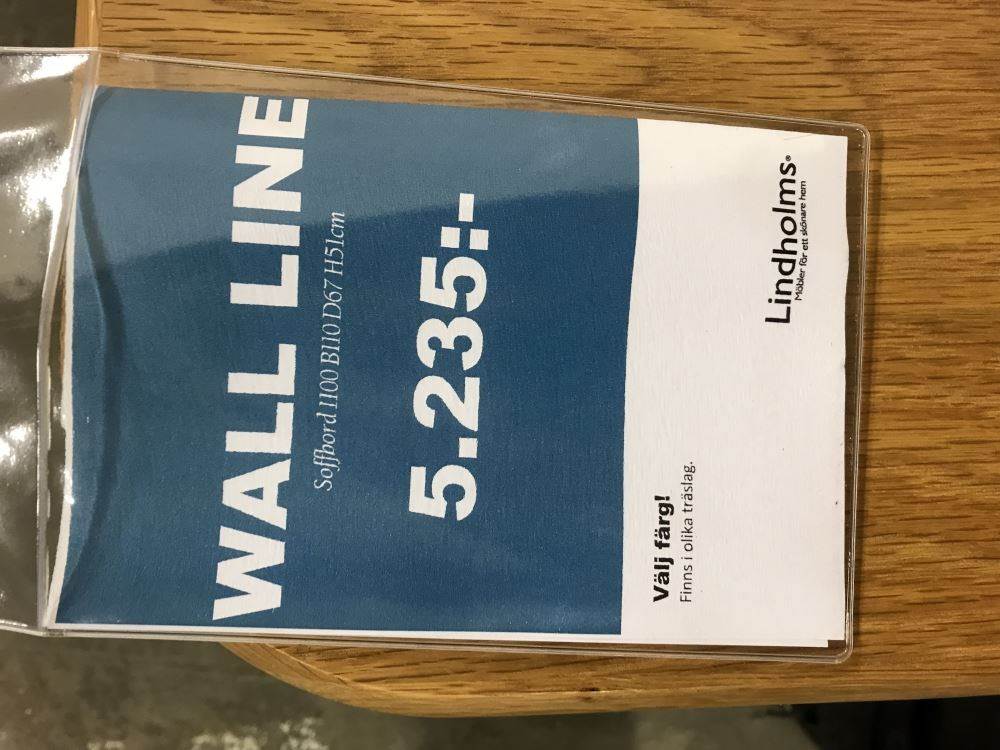 WALL LINE
Soffbord 1100 B110 D67 H51cm
5.235:-
Välj färg!
Finns i olika träslag.
Lindholms®
Möbler för ett skönare hem